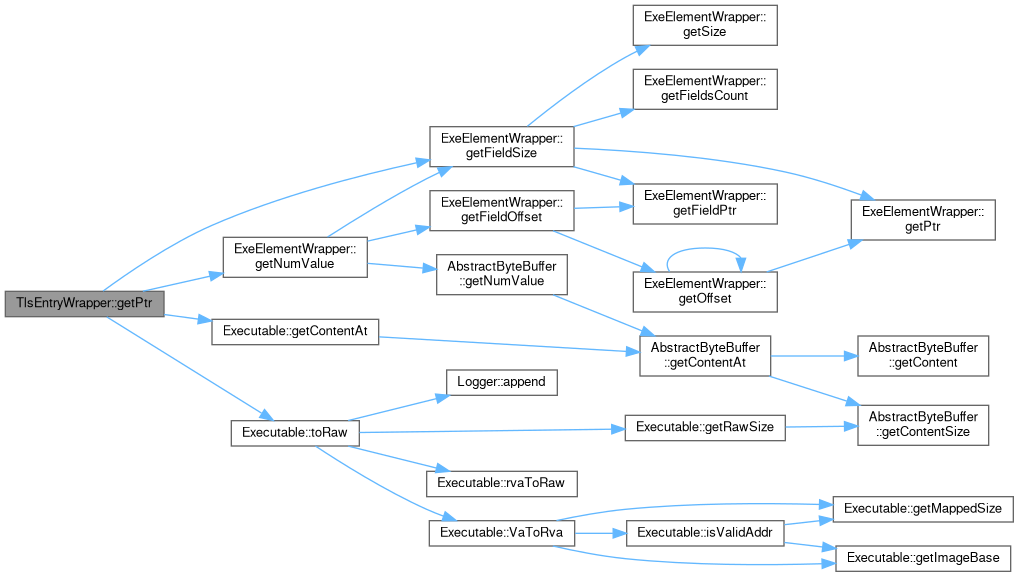 TlsEntryWrapper::getPtr
ExeElementWrapper::
getNumValue
Executable::getContentAt
Executable::toRaw
ExeElementWrapper::
getFieldSize
ExeElementWrapper::
getFieldOffset
AbstractByteBuffer
::getNumValue
Logger::append
Executable::rvaToRaw
Executable::VaToRva
ExeElementWrapper::
getSize
ExeElementWrapper::
getFieldsCount
ExeElementWrapper::
getFieldPtr
ExeElementWrapper::
getOffset
AbstractByteBuffer
::getContentAt
Executable::getRawSize
Executable::isValidAddr
ExeElementWrapper::
getPtr
AbstractByteBuffer
::getContent
AbstractByteBuffer
::getContentSize
Executable::getMappedSize
Executable::getImageBase